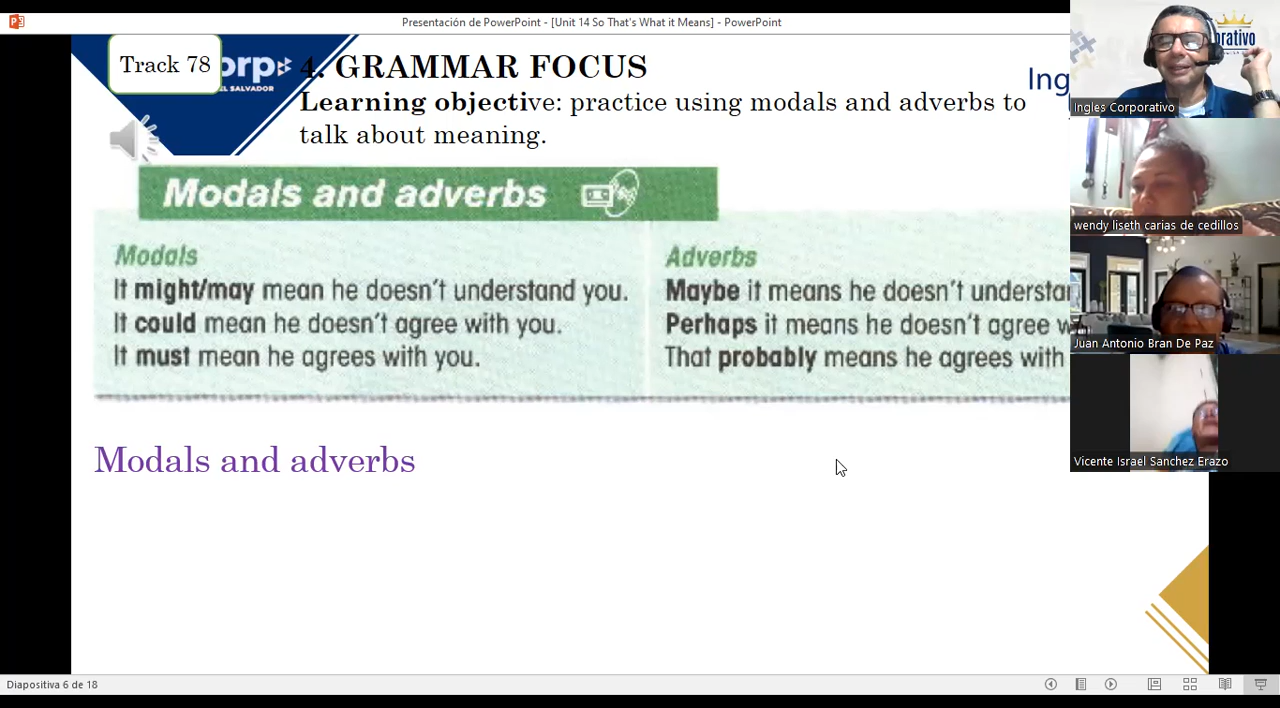 Presentación de PowerPoint - [Unit 14 So That's What it Means] - PowerPoint
Track 78
orp
EL SALVADOR
4. GRAMMAR FOCUS
Learning objective: practice using modals and adverbs to
talk about meaning.
Ing
Modals and adverbs
Modals
It might/may mean he doesn't understand you.
It could mean he doesn't agree with you.
It must mean he agrees with you.
Adverbs
Maybe it means he doesn't understa
Perhaps it means he doesn't agree w
That probably means he agrees with
Modals and adverbs
orativo
Ingles Corporativo
wendy liseth carias de cedillos
Juan Antonio Bran De Paz
Vicente Israel Sanchez Erazo
Diapositiva 6 de 18